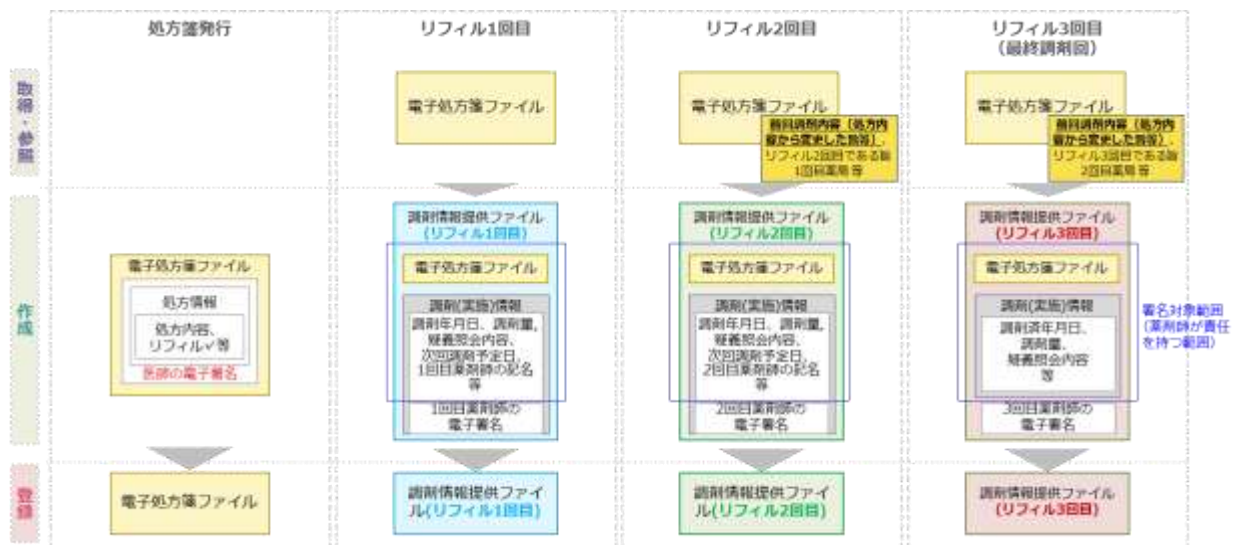 処方箋発行
リフィル1回目
リフィル2回目
リフィル3回目
(最終調剤回)
取得・参照
電子処方箋ファイル
電子処方箋ファイル
前回調剤内容(処方内
容から変更した割等)、
リフィル2回目である旨
1回目薬局 等
電子処方箋ファイル
前回調剤内容(処方内
容から変更した割等)、
リフィル3回目である旨
2回目薬局 等
作成
電子処方箋ファイル
処方情報
処方内容、
リフィル✓等
医師の電子署名
調剤情報提供ファイル
(リフィル1回目)
電子処方箋ファイル
調剤(実施)情報
調剤年月日、調剤量,
疑義照会内容、
次回調剤予定日、
1回目薬剤師の記名
等
1回目薬剤師の
電子署名
調剤情報提供ファイル
(リフィル2回目)
電子処方箋ファイル
調剤(実施)情報
調剤年月日、調剤量,
疑義照会内容、
次回調剤予定日、
2回目薬剤師の記名
等
2回目薬剤師の
電子署名
調剤情報提供ファイル
(リフィル3回目)
電子処方箋ファイル
調剤(実施)情報
調剤済年月日、
調剤量、
疑義照会内容
等
3回目薬剤師の
電子署名
署名対象範囲
(薬剤師が責任
を持つ範囲)
登録
電子処方箋ファイル
調剤情報提供ファイ
ル(リフィル1回目)
調剤情報提供ファイ
ル(リフィル2回目)
調剤情報提供ファイル
(リフィル3回目)